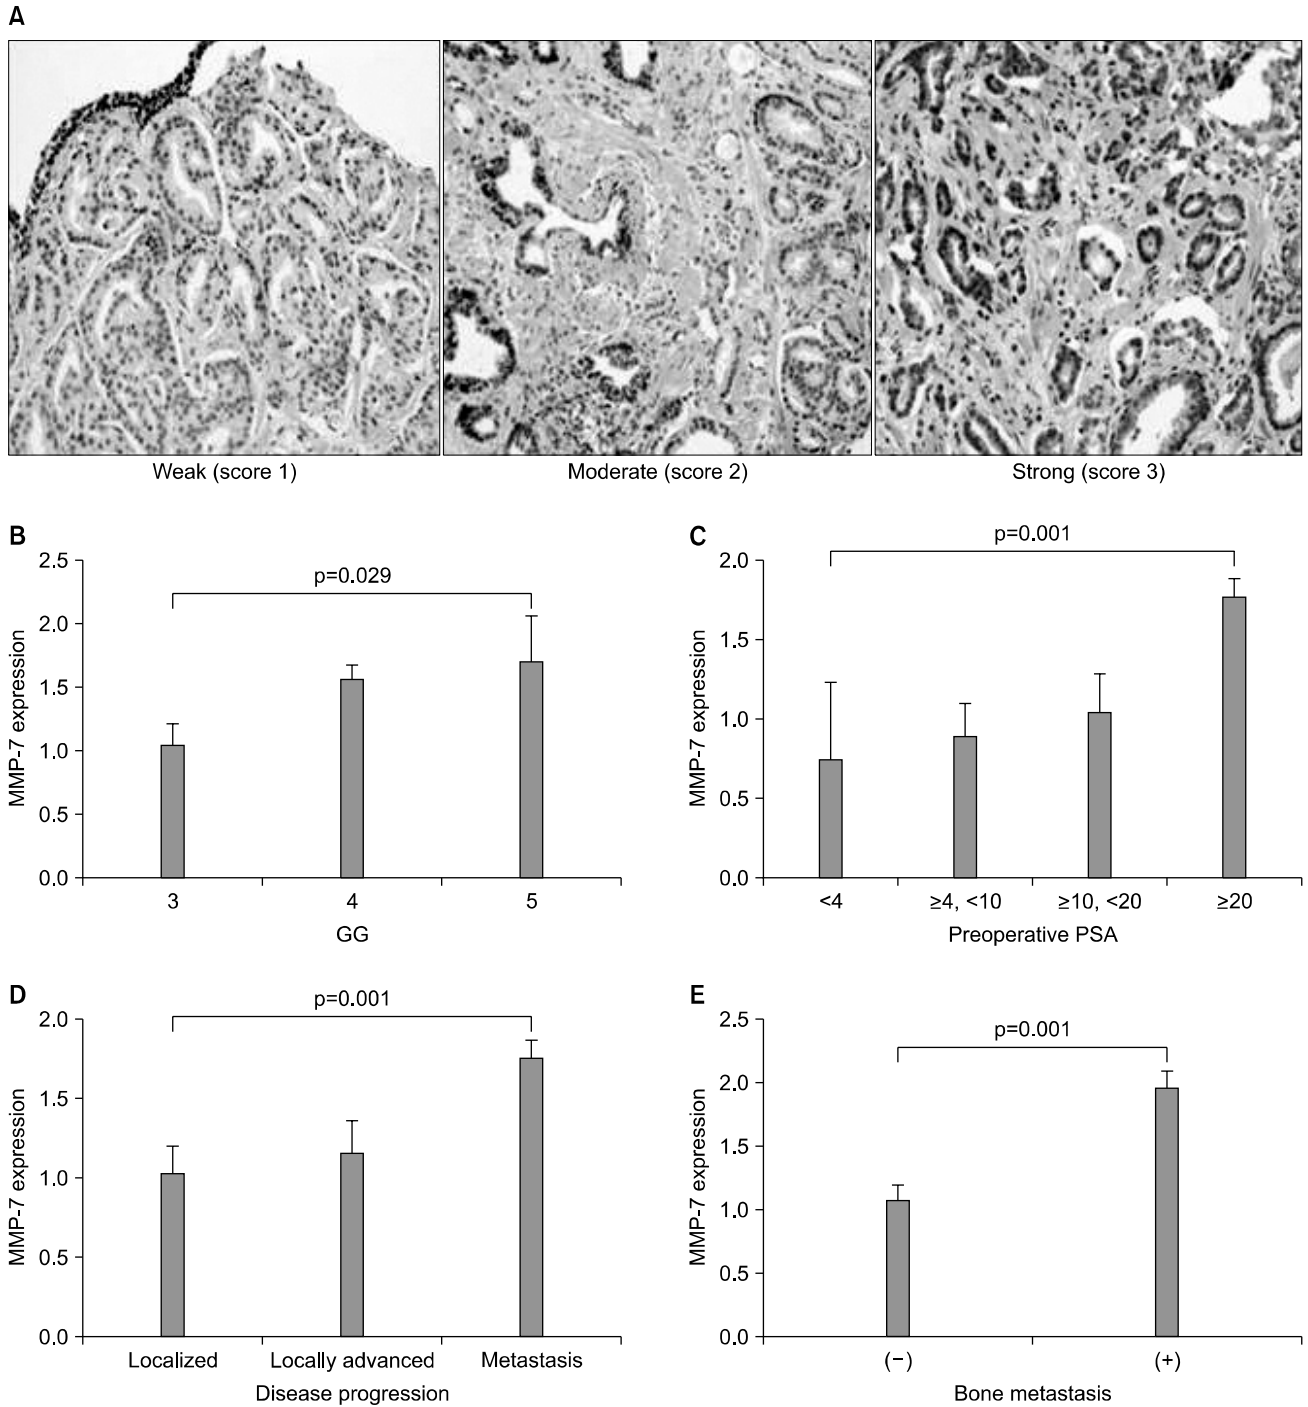 A
Weak (score 1)
Moderate (score 2)
Strong (score 3)
B
p=0.029
MMP-7 expression
2.5
2.0
1.5
1.0
0.5
0.0
3
4
5
GG
C
p=0.001
MMP-7 expression
2.0
1.5
1.0
0.5
0.0
<4
≥4, <10
≥10, <20
≥20
Preoperative PSA
D
p=0.001
MMP-7 expression
2.0
1.5
1.0
0.5
0.0
Localized
Locally advanced
Metastasis
Disease progression
E
p=0.001
MMP-7 expression
2.5
2.0
1.5
1.0
0.5
0.0
(−)
(+)
Bone metastasis